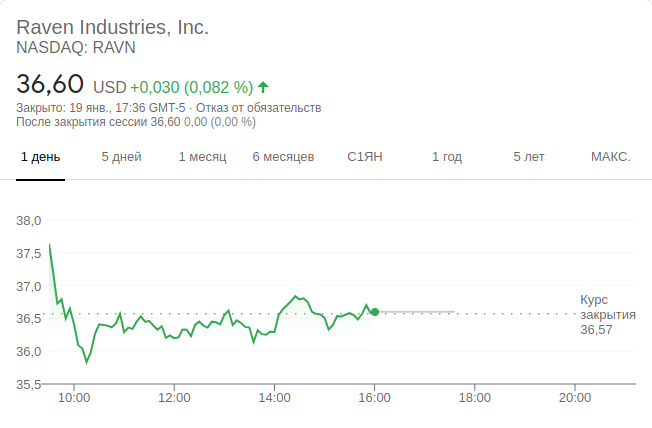 Raven Industries, Inc.
NASDAQ: RAVN
36,60 USD +0,030 (0,082 %)
Закрыто: 19 янв., 17:36 GMT-5 · Отказ от обязательств
После закрытия сессии 36,60 0,00 (0,00 %)
1 день 5 дней 1 месяц 6 месяцев С1ЯН 1 год 5 лет МАКС.
38,0
37,5
37,0
36,5
36,0
35,5
Курс
закрытия
36,57
10:00 12:00 14:00 16:00 18:00 20:00